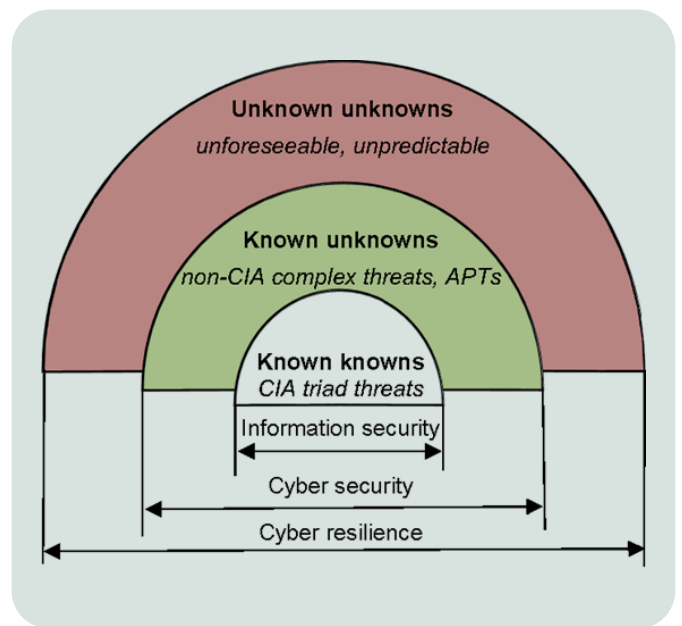 Unknown unknowns
unforeseeable, unpredictable
Known unknowns
non-CIA complex threats, APTs
Known knowns
CIA triad threats
Information security
Cyber security
Cyber resilience